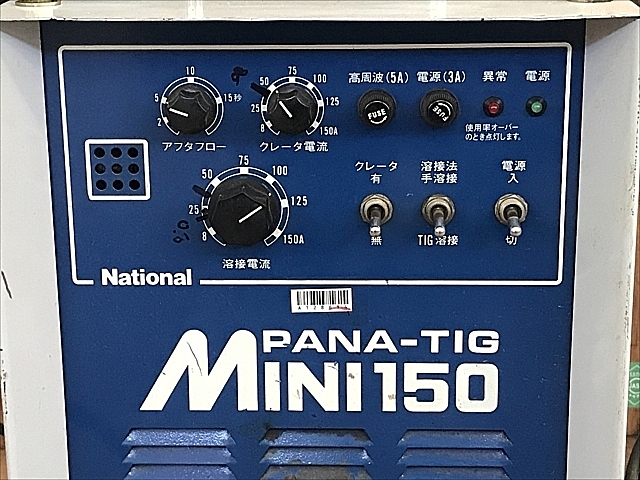 10
5
15秒
2
アフタフロー
75
50
100
25
125
8
150A
クレータ電流
高周波(5A)
電源(3A)
異常
電源
FUSE
FUSE
使用率オーバー
のとき点灯します。
75
50
100
25
125
8
150A
溶接電流
クレータ
有
無
溶接法
手溶接
TIG溶接
電源
入
切
National
PANA-TIG
MINI 150